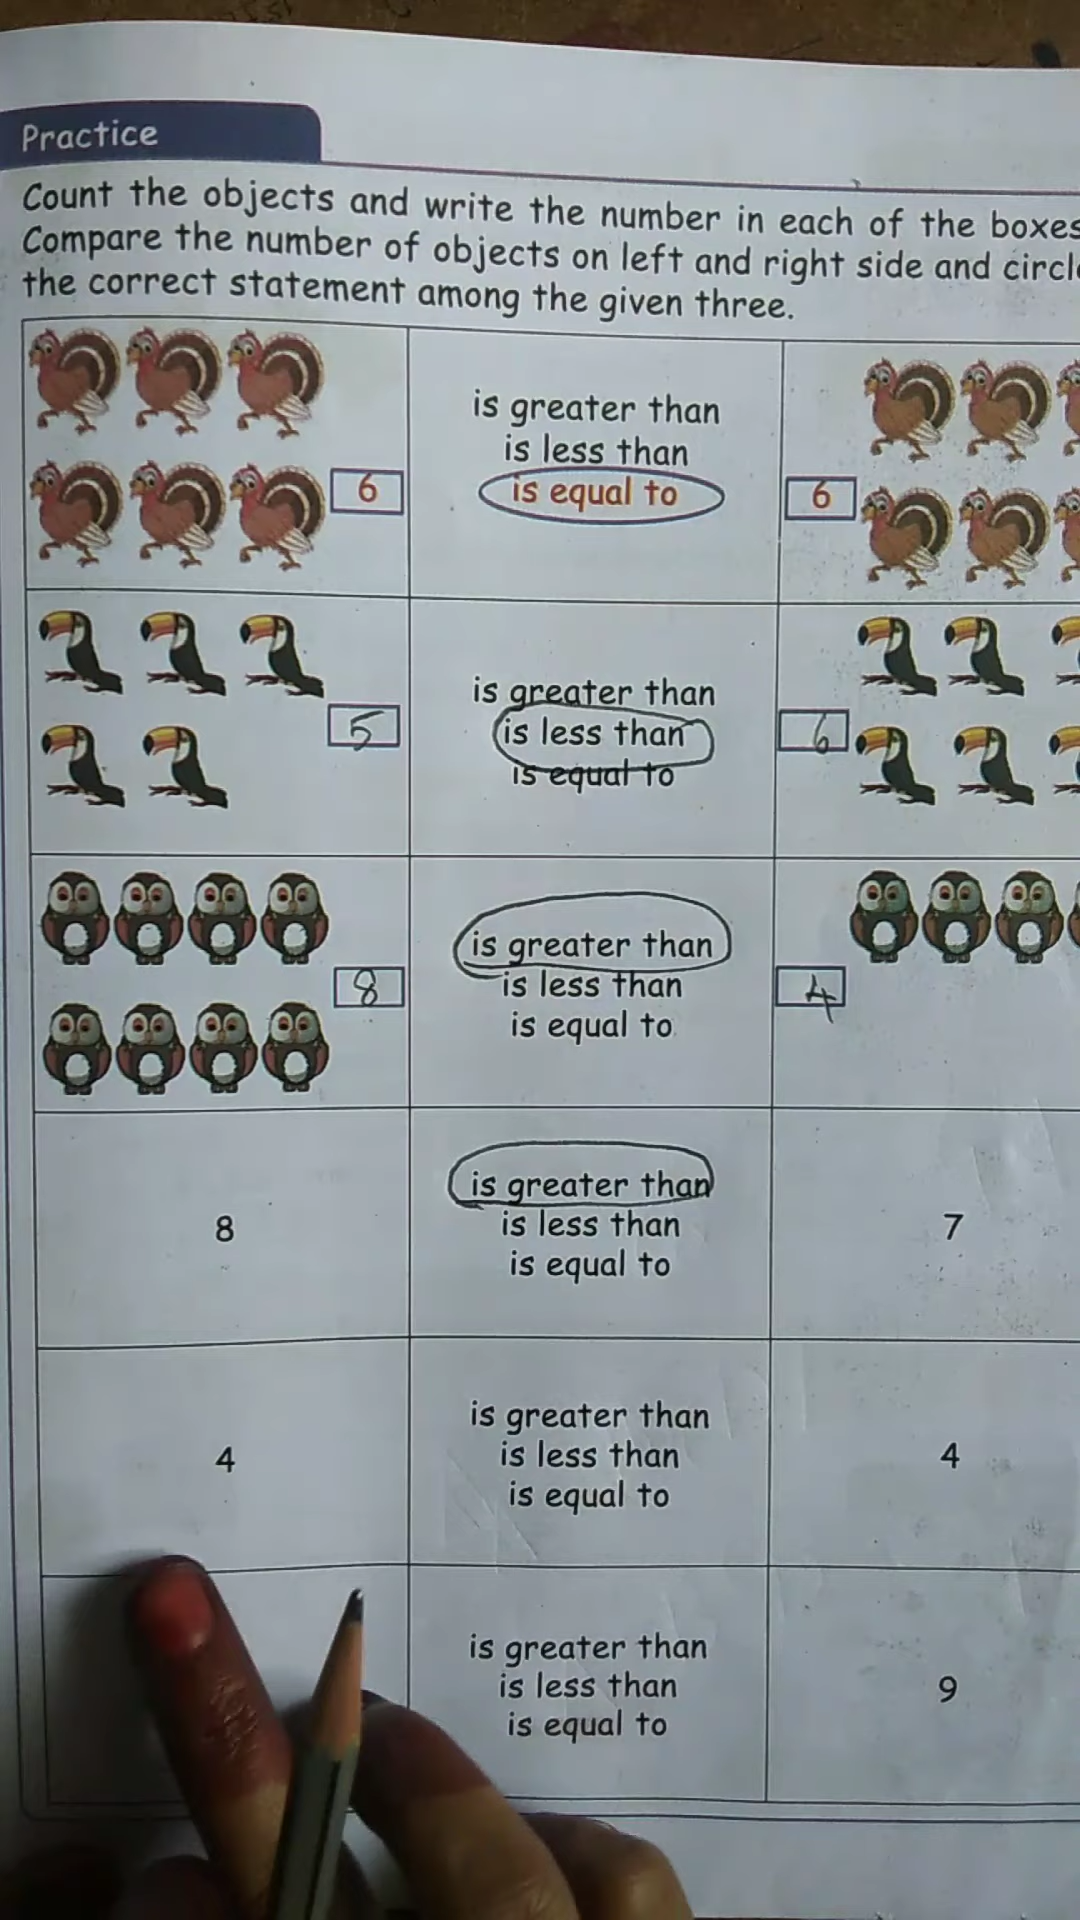 Practice
Count the objects and write the number in each of the boxes
Compare the number of objects on left and right side and circle
the correct statement among the given three.
is greater than
is less than
6 is equal to 6
is greater than
5 is less than 6
is equal to
is greater than
8 is less than 4
is equal to
is greater than
8 is less than 7
is equal to
is greater than
4 is less than 4
is equal to
is greater than
is less than 9
is equal to